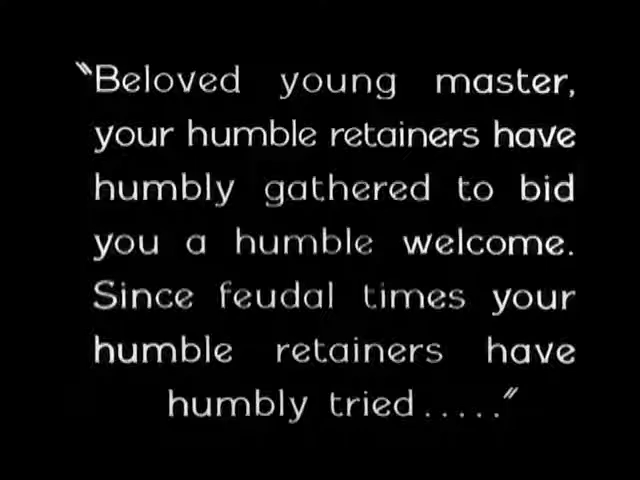 "Beloved young master,
your humble retainers have
humbly gathered to bid
you a humble welcome.
Since feudal times your
humble retainers have
humbly tried....."